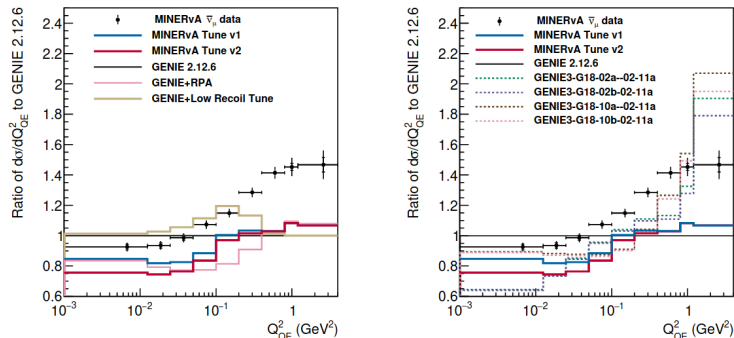 Ratio of dσ/dQ²_QE to GENIE 2.12.6
2.4
2.2
2
1.8
1.6
1.4
1.2
1
0.8
0.6
MINERvA ν̄_μ data
MINERvA Tune v1
MINERvA Tune v2
GENIE 2.12.6
GENIE+RPA
GENIE+Low Recoil Tune
10⁻³ 10⁻² 10⁻¹ 1
Q²_QE (GeV²)
Ratio of dσ/dQ²_QE to GENIE 2.12.6
2.4
2.2
2
1.8
1.6
1.4
1.2
1
0.8
0.6
MINERvA ν̄_μ data
MINERvA Tune v1
MINERvA Tune v2
GENIE 2.12.6
GENIE3-G18-02a--02-11a
GENIE3-G18-02b-02-11a
GENIE3-G18-10a--02-11a
GENIE3-G18-10b-02-11a
10⁻³ 10⁻² 10⁻¹ 1
Q²_QE (GeV²)